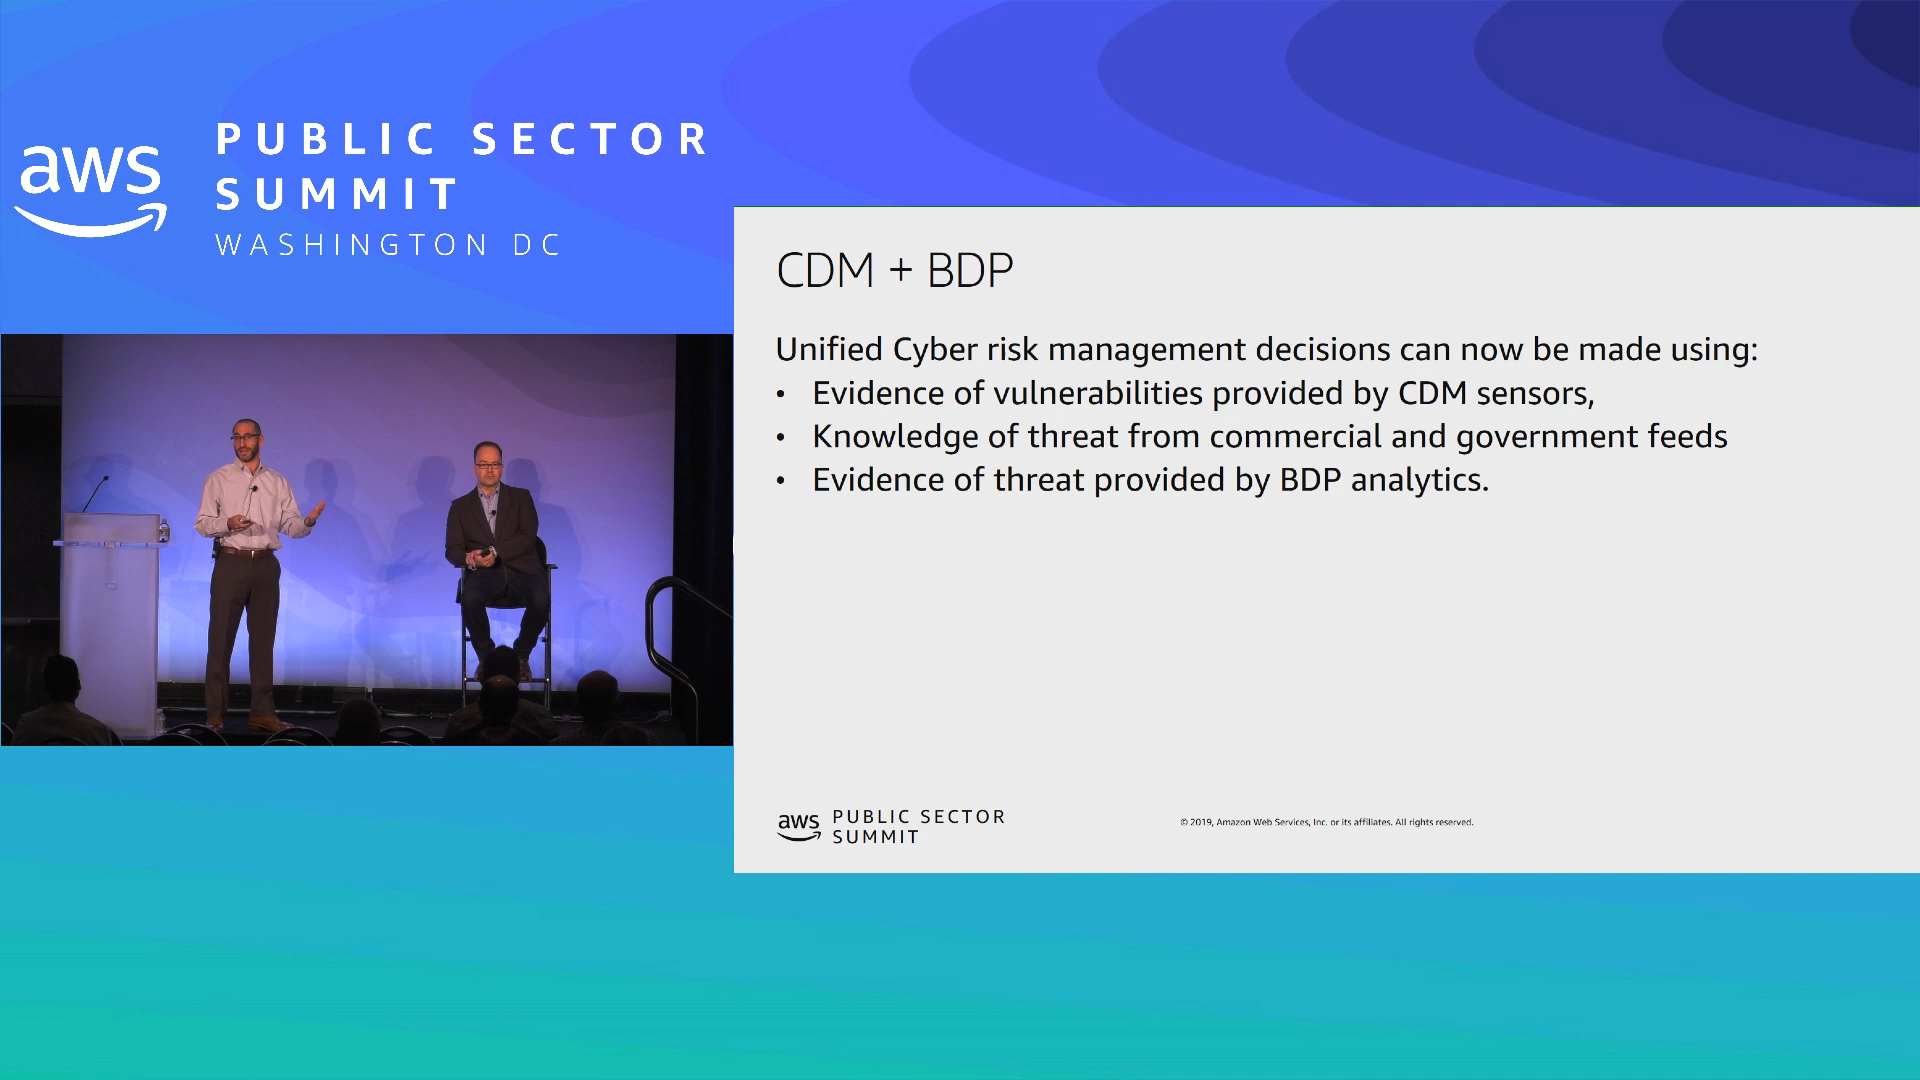 aws
PUBLIC SECTOR
SUMMIT
WASHINGTON DC
CDM + BDP
Unified Cyber risk management decisions can now be made using:
• Evidence of vulnerabilities provided by CDM sensors,
• Knowledge of threat from commercial and government feeds
• Evidence of threat provided by BDP analytics.
aws
PUBLIC SECTOR
SUMMIT
© 2019, Amazon Web Services, Inc. or its affiliates. All rights reserved.